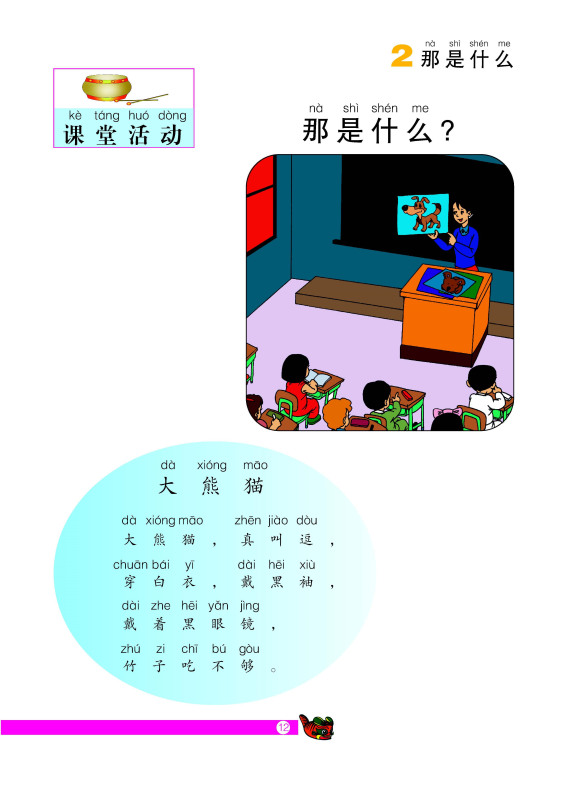 nà shì shén me
2 那是什么
kè táng huó dòng
课堂活动
nà shì shén me
那是什么？
dà xióng māo
大熊猫
dà xióng māo zhēn jiào dòu
大熊猫，真叫逗，
chuān bái yī dài hēi xiù
穿白衣，戴黑袖，
dài zhe hēi yǎn jìng
戴着黑眼镜，
zhú zi chī bú gòu
竹子吃不够。
12